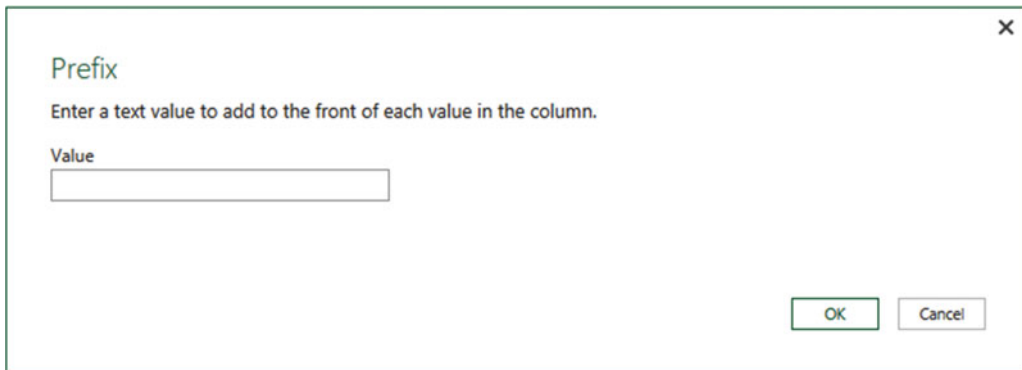 Prefix
Enter a text value to add to the front of each value in the column.
Value
OK Cancel